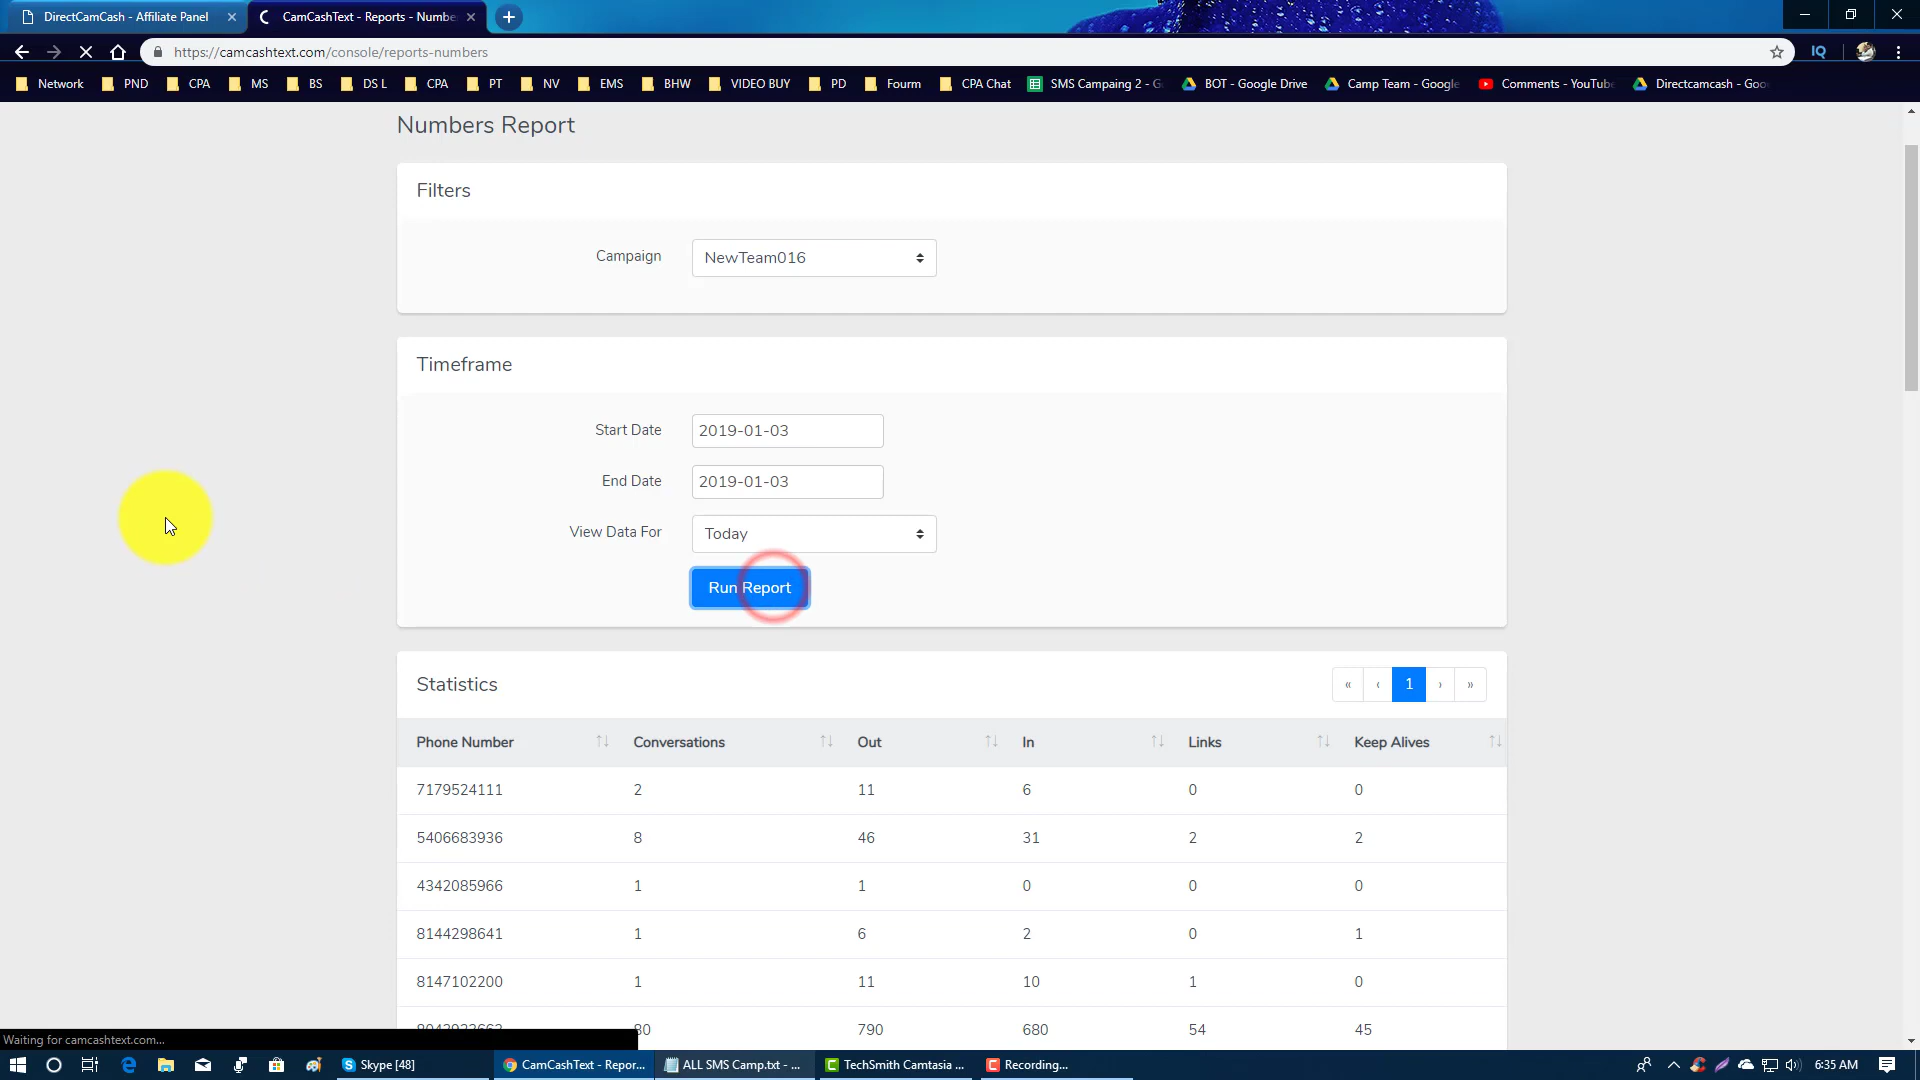 DirectCamCash - Affiliate Panel
CamCashText - Reports - Numbe
https://camcashtext.com/console/reports-numbers
IQ
Network PND CPA MS BS DS L CPA PT NV EMS BHW VIDEO BUY PD Fourm CPA Chat SMS Campaing 2 - G BOT - Google Drive Camp Team - Google Comments - YouTube Directcamcash - Goo
Numbers Report
Filters
Campaign NewTeam016
Timeframe
Start Date 2019-01-03
End Date 2019-01-03
View Data For Today
Run Report
Statistics « ‹ 1 › »
Phone Number Conversations Out In Links Keep Alives
7179524111 2 11 6 0 0
5406683936 8 46 31 2 2
4342085966 1 1 0 0 0
8144298641 1 6 2 0 1
8147102200 1 11 10 1 0
80 790 680 54 45
Waiting for camcashtext.com...
Skype [48] CamCashText - Repor... ALL SMS Camp.txt - ... TechSmith Camtasia ... Recording... 6:35 AM